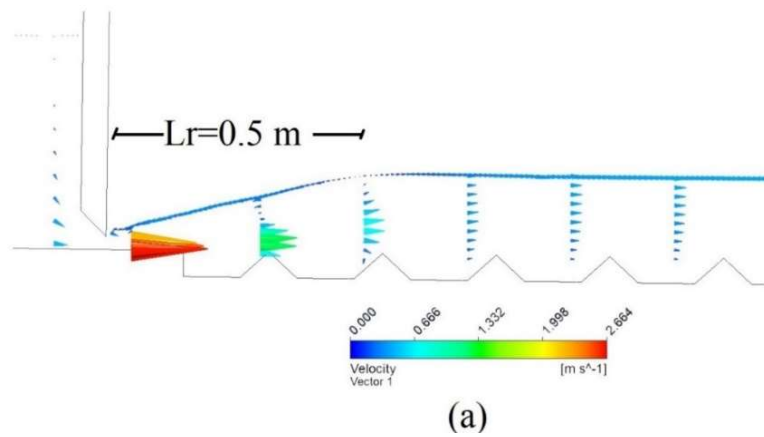 Lr=0.5 m
0.000
0.666
1.332
1.998
2.664
Velocity
Vector 1
[m s^-1]
(a)